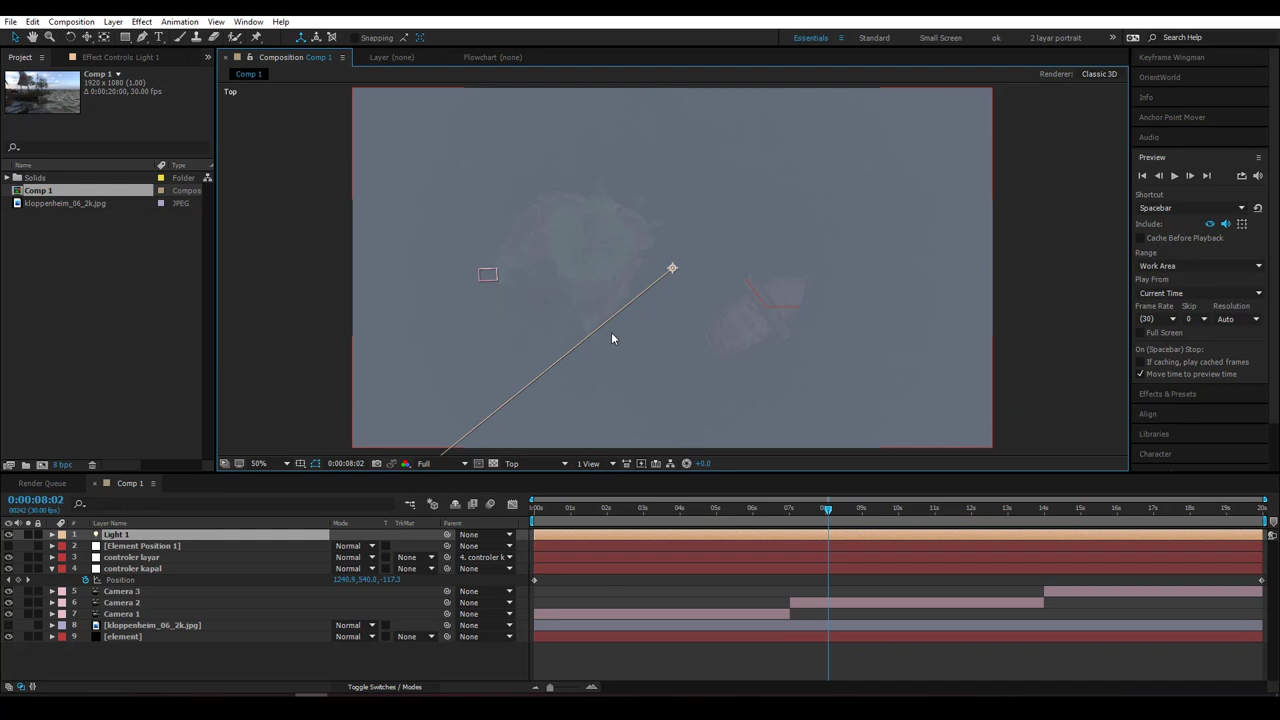 File Edit Composition Layer Effect Animation View Window Help
Snapping
Essentials Standard Small Screen ok 2 layer portrait Search Help
Project Effect Controls Light 1
Composition Comp 1
Layer (none)
Flowchart (none)
Keyframe Wingman
Comp 1
1920 x 1080 (1.00)
Δ 0:00:20:00, 30.00 fps
Comp 1
Renderer: Classic 3D
OrientWorld
Top
Info
Anchor Point Mover
Audio
Preview
Name Type
Solids Folder
Comp 1 Compos
kloppenheim_06_2k.jpg JPEG
Shortcut
Spacebar
Include:
Cache Before Playback
Range
Work Area
Play From
Current Time
Frame Rate Skip Resolution
(30) 0 Auto
Full Screen
On (Spacebar) Stop:
If caching, play cached frames
Move time to preview time
Effects & Presets
Align
Libraries
Character
8 bpc
50% 0:00:08:02 Full Top 1 View +0.0
Render Queue Comp 1
0:00:08:02
00242 (30.00 fps)
# Layer Name Mode T TrkMat Parent
:00s 01s 02s 03s 04s 05s 06s 07s 09s 10s 11s 12s 13s 14s 15s 16s 17s 18s 19s 20s
1 Light 1 None
2 [Element Position 1] Normal None
3 controler layar Normal None 4. controler k
4 controler kapal Normal None None
Position 1240.9,540.0,-117.3
5 Camera 3 None
6 Camera 2 None
7 Camera 1 None
8 [kloppenheim_06_2k.jpg] Normal None
9 [element] Normal None None
Toggle Switches / Modes